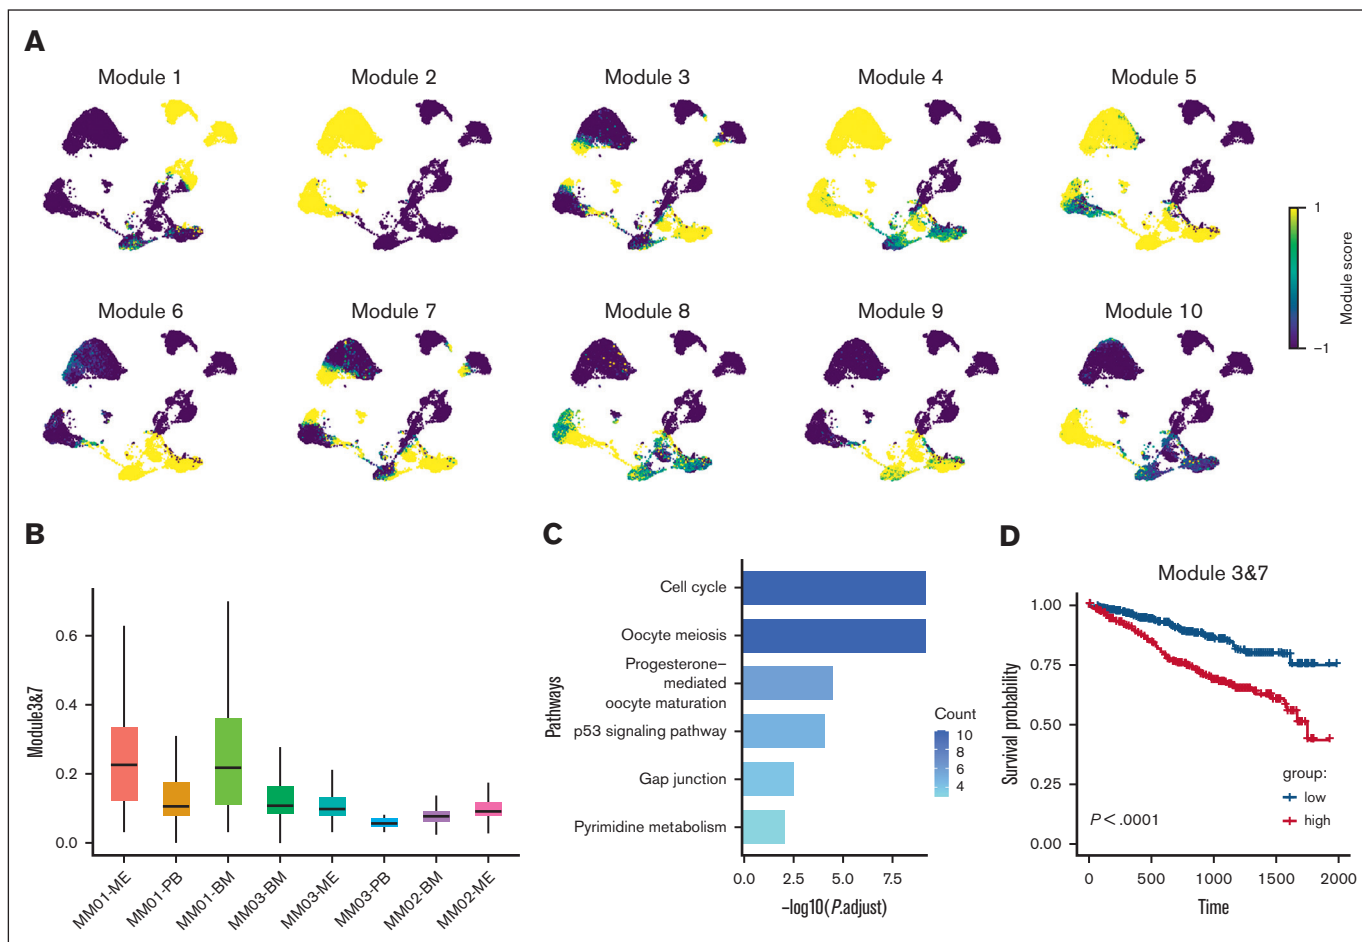 A
Module 1
Module 2
Module 3
Module 4
Module 5
1
Module score
−1
Module 6
Module 7
Module 8
Module 9
Module 10
B
Module3&7
0.6
0.4
0.2
0.0
MM01-ME
MM01-PB
MM01-BM
MM03-BM
MM03-ME
MM03-PB
MM02-BM
MM02-ME
C
Pathways
Cell cycle
Oocyte meiosis
Progesterone−
mediated
oocyte maturation
p53 signaling pathway
Gap junction
Pyrimidine metabolism
0.0
2.5
5.0
7.5
−log10(P.adjust)
Count
10
8
6
4
D
Module 3&7
Survival probability
1.00
0.75
0.50
0.25
0.00
P < .0001
group:
low
high
0
500
1000
1500
2000
Time